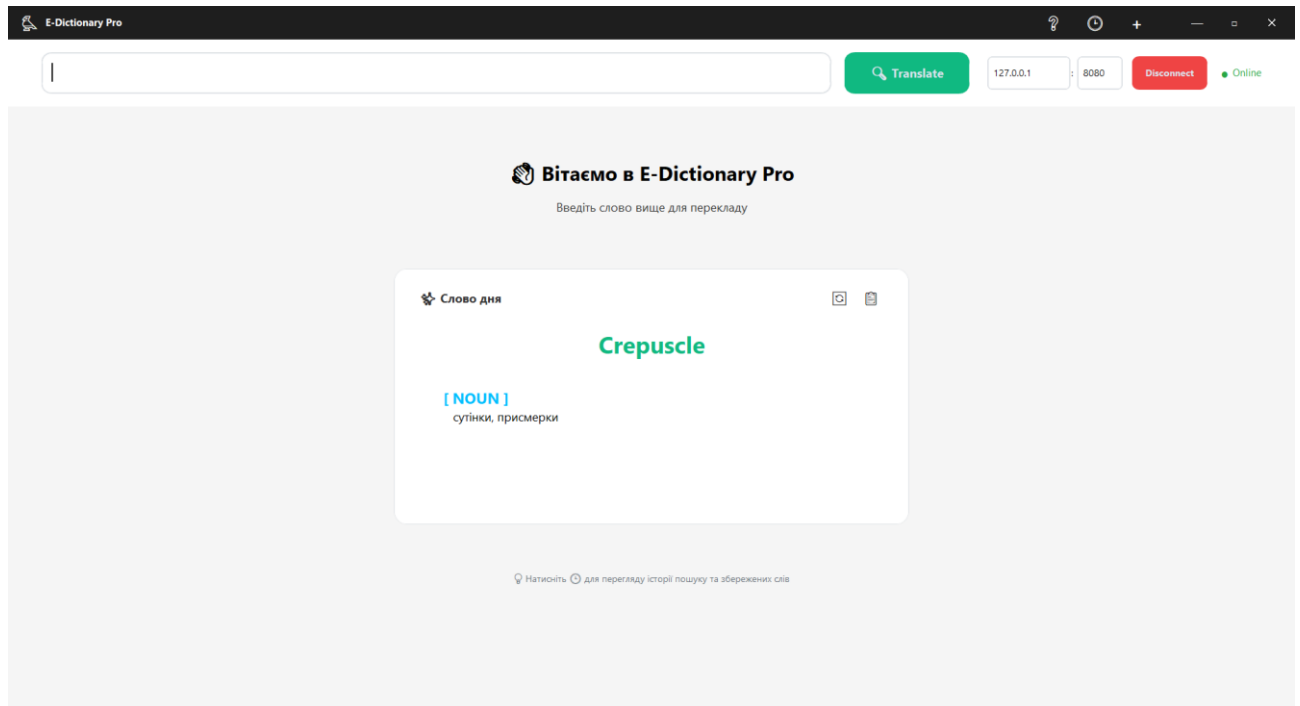 E-Dictionary Pro
Translate
127.0.0.1 : 8080
Disconnect
Online
Вітаємо в E-Dictionary Pro
Введіть слово вище для перекладу
Слово дня
Crepuscle
[ NOUN ]
сутінки, присмерки
Натисніть для перегляду історії пошуку та збережених слів